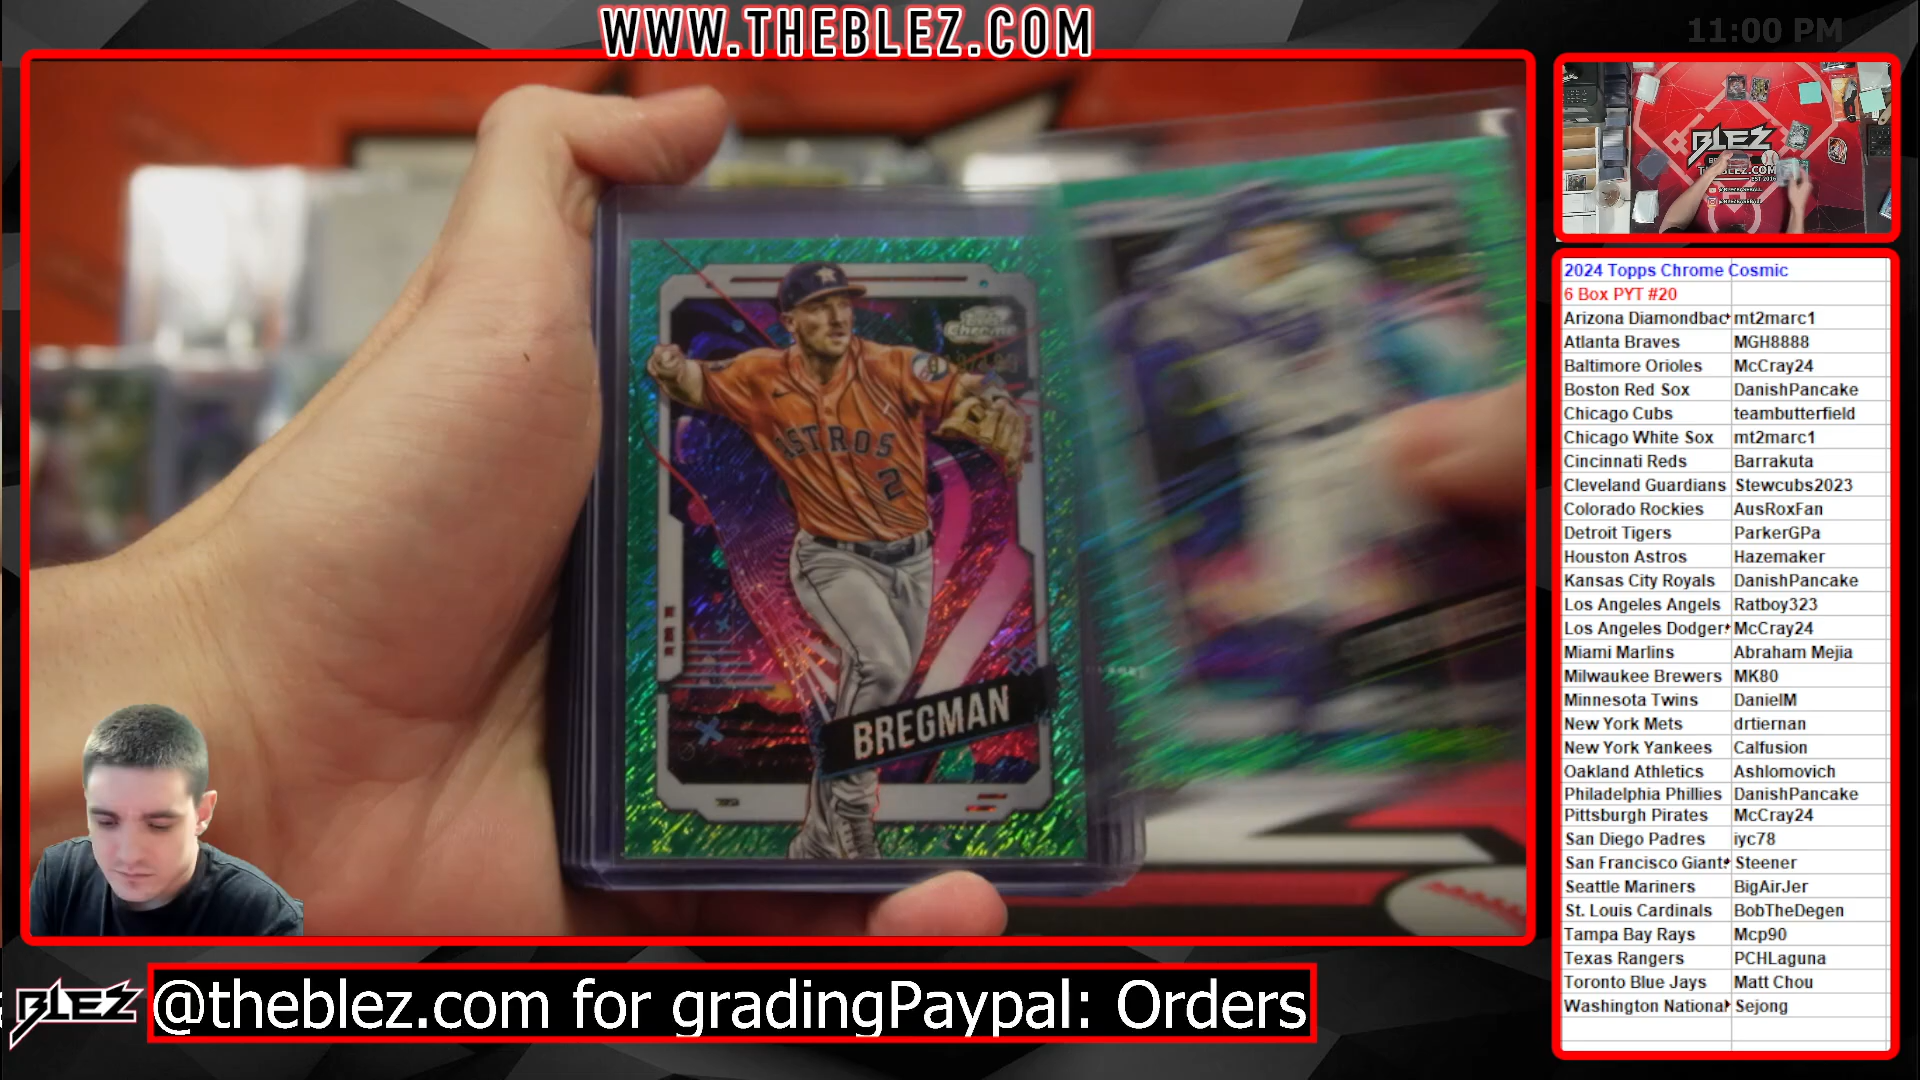 WWW.THEBLEZ.COM
11:00 PM
Chrome
ASTROS
2
BREGMAN
BLEZ
THEBLEZ.COM
2024 Topps Chrome Cosmic
6 Box PYT #20
Arizona Diamondbac mt2marc1
Atlanta Braves MGH8888
Baltimore Orioles McCray24
Boston Red Sox DanishPancake
Chicago Cubs teambutterfield
Chicago White Sox mt2marc1
Cincinnati Reds Barrakuta
Cleveland Guardians Stewcubs2023
Colorado Rockies AusRoxFan
Detroit Tigers ParkerGPa
Houston Astros Hazemaker
Kansas City Royals DanishPancake
Los Angeles Angels Ratboy323
Los Angeles Dodger McCray24
Miami Marlins Abraham Mejia
Milwaukee Brewers MK80
Minnesota Twins DanielM
New York Mets drtiernan
New York Yankees Calfusion
Oakland Athletics Ashlomovich
Philadelphia Phillies DanishPancake
Pittsburgh Pirates McCray24
San Diego Padres iyc78
San Francisco Giant Steener
Seattle Mariners BigAirJer
St. Louis Cardinals BobTheDegen
Tampa Bay Rays Mcp90
Texas Rangers PCHLaguna
Toronto Blue Jays Matt Chou
Washington National Sejong
BLEZ
@theblez.com for gradingPaypal: Orders